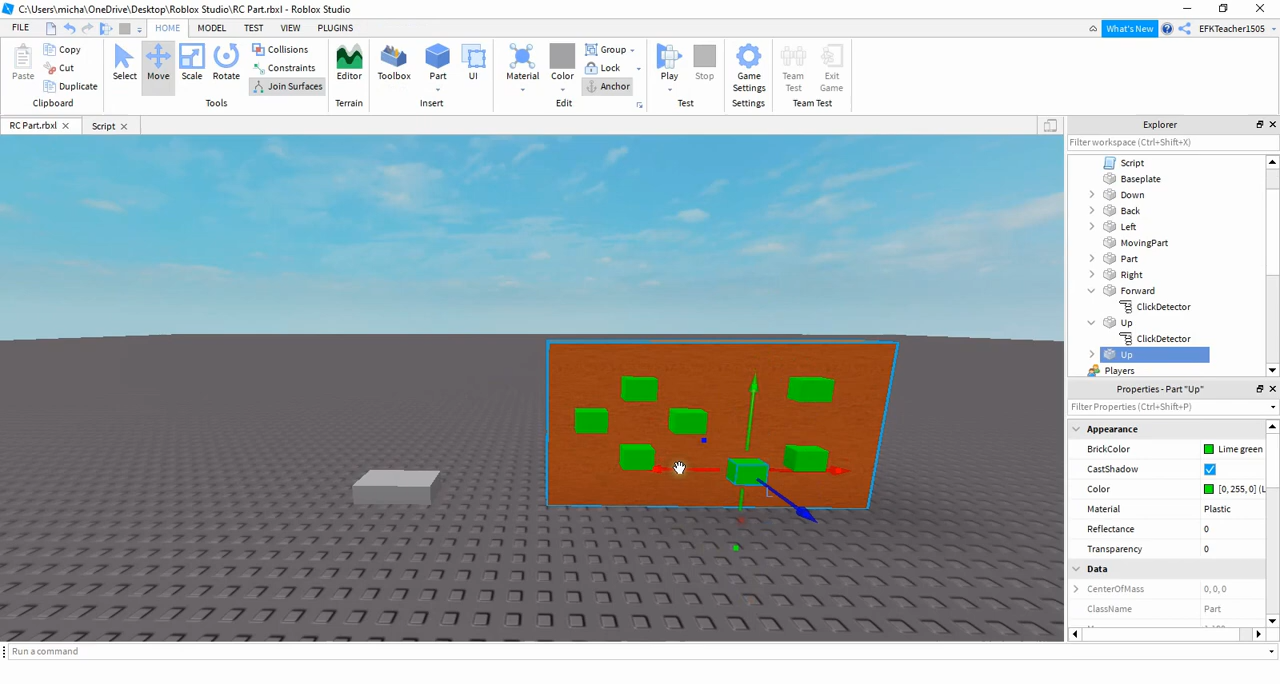 C:\Users\micha\OneDrive\Desktop\Roblox Studio\RC Part.rbxl - Roblox Studio
FILE HOME MODEL TEST VIEW PLUGINS What's New EFKTeacher1505
Paste Copy Cut Duplicate
Clipboard
Select Move Scale Rotate Collisions Constraints Join Surfaces
Tools
Editor
Terrain
Toolbox Part UI
Insert
Material Color Group Lock Anchor
Edit
Play Stop
Test
Game Settings
Settings
Team Test Exit Game
Team Test
RC Part.rbxl Script
Explorer
Filter workspace (Ctrl+Shift+X)
Script
Baseplate
Down
Back
Left
MovingPart
Part
Right
Forward
ClickDetector
Up
ClickDetector
Up
Players
Properties - Part "Up"
Filter Properties (Ctrl+Shift+P)
Appearance
BrickColor Lime green
CastShadow
Color [0, 255, 0] (L
Material Plastic
Reflectance 0
Transparency 0
Data
CenterOfMass 0, 0, 0
ClassName Part
L
Run a command